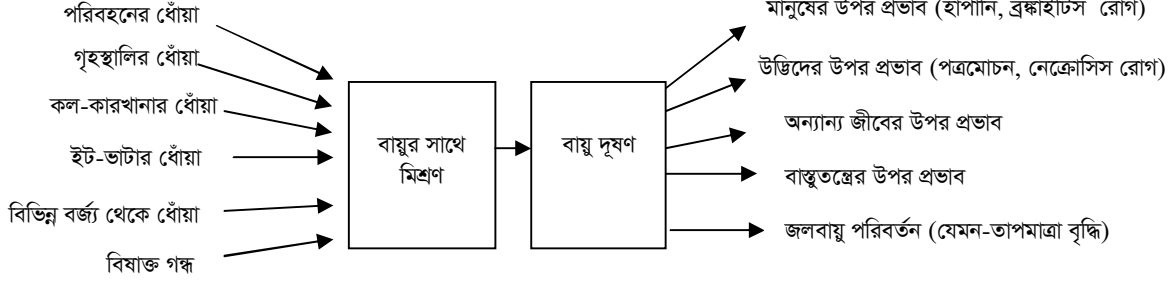 পরিবহনের ধোঁয়া
গৃহস্থালির ধোঁয়া
কল-কারখানার ধোঁয়া
ইট-ভাটার ধোঁয়া
বিভিন্ন বর্জ্য থেকে ধোঁয়া
বিষাক্ত গন্ধ
বায়ুর সাথে
মিশ্রণ
বায়ু দূষণ
মানুষের উপর প্রভাব (হাঁপানি, ব্রঙ্কাইটিস রোগ)
উদ্ভিদের উপর প্রভাব (পত্রমোচন, নেক্রোসিস রোগ)
অন্যান্য জীবের উপর প্রভাব
বাস্তুতন্ত্রের উপর প্রভাব
জলবায়ু পরিবর্তন (যেমন-তাপমাত্রা বৃদ্ধি)